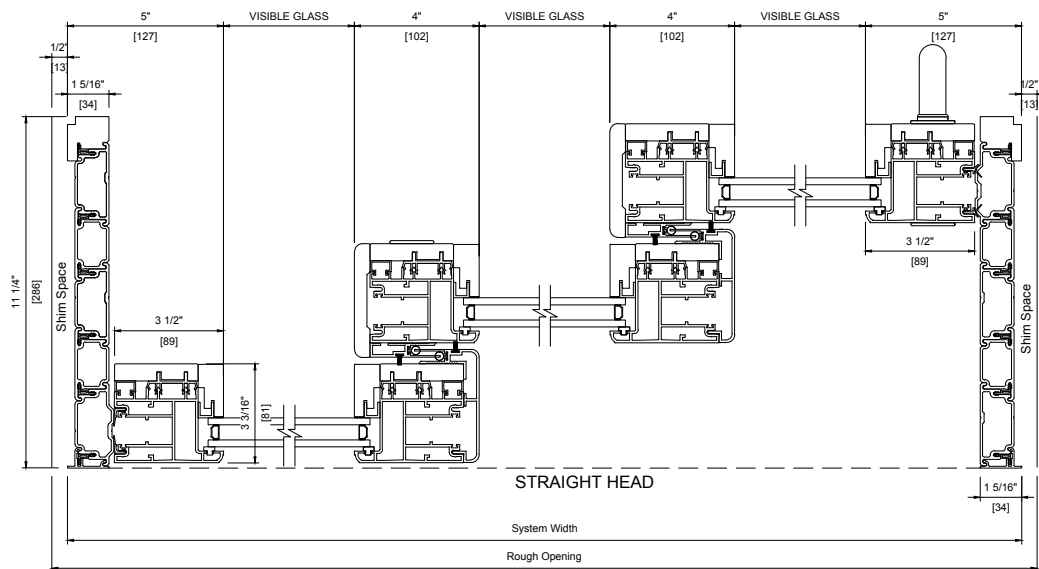 5" VISIBLE GLASS 4" VISIBLE GLASS 4" VISIBLE GLASS 5"
[127] [102] [102] [127]
1/2"
[13]
1 5/16"
[34]
1/2"
[13]
11 1/4"
[286]
Shim Space
3 1/2"
[89]
3 3/16"
[81]
3 1/2"
[89]
Shim Space
STRAIGHT HEAD
1 5/16"
[34]
System Width
Rough Opening